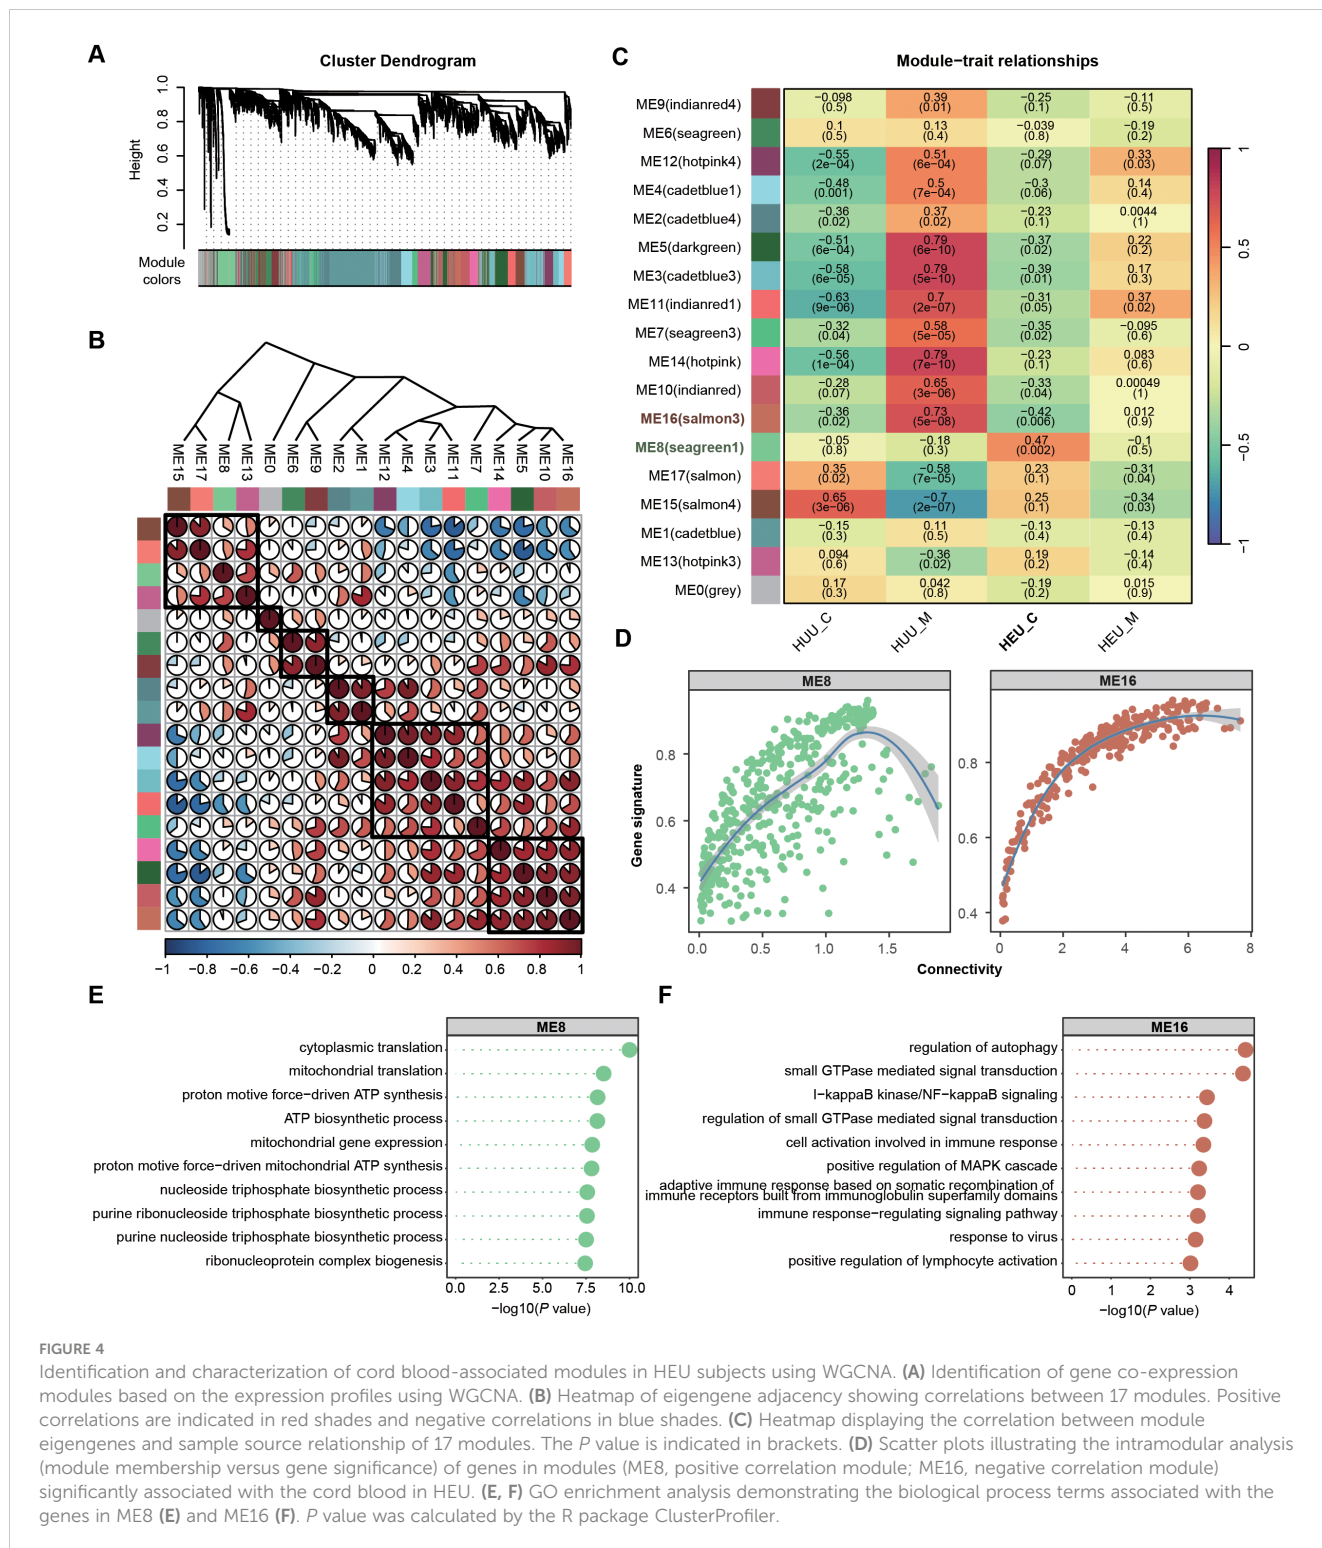 A
Cluster Dendrogram
Height
1.0
0.8
0.6
0.4
0.2
Module
colors
B
ME15
ME17
ME8
ME13
ME0
ME6
ME9
ME2
ME1
ME12
ME4
ME3
ME11
ME7
ME14
ME5
ME10
ME16
−1 −0.8 −0.6 −0.4 −0.2 0 0.2 0.4 0.6 0.8 1
C
Module−trait relationships
ME9(indianred4) −0.098 0.39 −0.25 −0.11
(0.5) (0.01) (0.1) (0.5)
ME6(seagreen) 0.1 0.13 −0.039 −0.19
(0.5) (0.4) (0.8) (0.2)
ME12(hotpink4) −0.55 0.51 −0.29 0.33
(2e−04) (6e−04) (0.07) (0.03)
ME4(cadetblue1) −0.48 0.5 −0.3 0.14
(0.001) (7e−04) (0.06) (0.4)
ME2(cadetblue4) −0.36 0.37 −0.23 0.0044
(0.02) (0.02) (0.1) (1)
ME5(darkgreen) −0.51 0.79 −0.37 0.22
(6e−04) (6e−10) (0.02) (0.2)
ME3(cadetblue3) −0.58 0.79 −0.39 0.17
(6e−05) (5e−10) (0.01) (0.3)
ME11(indianred1) −0.63 0.7 −0.31 0.37
(9e−06) (2e−07) (0.05) (0.02)
ME7(seagreen3) −0.32 0.58 −0.35 −0.095
(0.04) (5e−05) (0.02) (0.6)
ME14(hotpink) −0.56 0.79 −0.23 0.083
(1e−04) (7e−10) (0.1) (0.6)
ME10(indianred) −0.28 0.65 −0.33 0.00049
(0.07) (3e−06) (0.04) (1)
ME16(salmon3) −0.36 0.73 −0.42 0.012
(0.02) (5e−08) (0.006) (0.9)
ME8(seagreen1) −0.05 −0.18 0.47 −0.1
(0.8) (0.3) (0.002) (0.5)
ME17(salmon) 0.35 −0.58 0.23 −0.31
(0.02) (7e−05) (0.1) (0.04)
ME15(salmon4) 0.65 −0.7 0.25 −0.34
(3e−06) (2e−07) (0.1) (0.03)
ME1(cadetblue) −0.15 0.11 −0.13 −0.13
(0.3) (0.5) (0.4) (0.4)
ME13(hotpink3) 0.094 −0.36 0.19 −0.14
(0.6) (0.02) (0.2) (0.4)
ME0(grey) 0.17 0.042 −0.19 0.015
(0.3) (0.8) (0.2) (0.9)
HUU_C HUU_M HEU_C HEU_M
1
0.5
0
−0.5
−1
D
ME8 ME16
Gene signature
0.8
0.6
0.4
0.0 0.5 1.0 1.5
0.8
0.6
0.4
0 2 4 6 8
Connectivity
E
ME8
cytoplasmic translation
mitochondrial translation
proton motive force−driven ATP synthesis
ATP biosynthetic process
mitochondrial gene expression
proton motive force−driven mitochondrial ATP synthesis
nucleoside triphosphate biosynthetic process
purine ribonucleoside triphosphate biosynthetic process
purine nucleoside triphosphate biosynthetic process
ribonucleoprotein complex biogenesis
0.0 2.5 5.0 7.5 10.0
−log10(P value)
F
ME16
regulation of autophagy
small GTPase mediated signal transduction
I−kappaB kinase/NF−kappaB signaling
regulation of small GTPase mediated signal transduction
cell activation involved in immune response
positive regulation of MAPK cascade
adaptive immune response based on somatic recombination of
immune receptors built from immunoglobulin superfamily domains
immune response−regulating signaling pathway
response to virus
positive regulation of lymphocyte activation
0 1 2 3 4
−log10(P value)
FIGURE 4
Identification and characterization of cord blood-associated modules in HEU subjects using WGCNA. (A) Identification of gene co-expression
modules based on the expression profiles using WGCNA. (B) Heatmap of eigengene adjacency showing correlations between 17 modules. Positive
correlations are indicated in red shades and negative correlations in blue shades. (C) Heatmap displaying the correlation between module
eigengenes and sample source relationship of 17 modules. The P value is indicated in brackets. (D) Scatter plots illustrating the intramodular analysis
(module membership versus gene significance) of genes in modules (ME8, positive correlation module; ME16, negative correlation module)
significantly associated with the cord blood in HEU. (E, F) GO enrichment analysis demonstrating the biological process terms associated with the
genes in ME8 (E) and ME16 (F). P value was calculated by the R package ClusterProfiler.